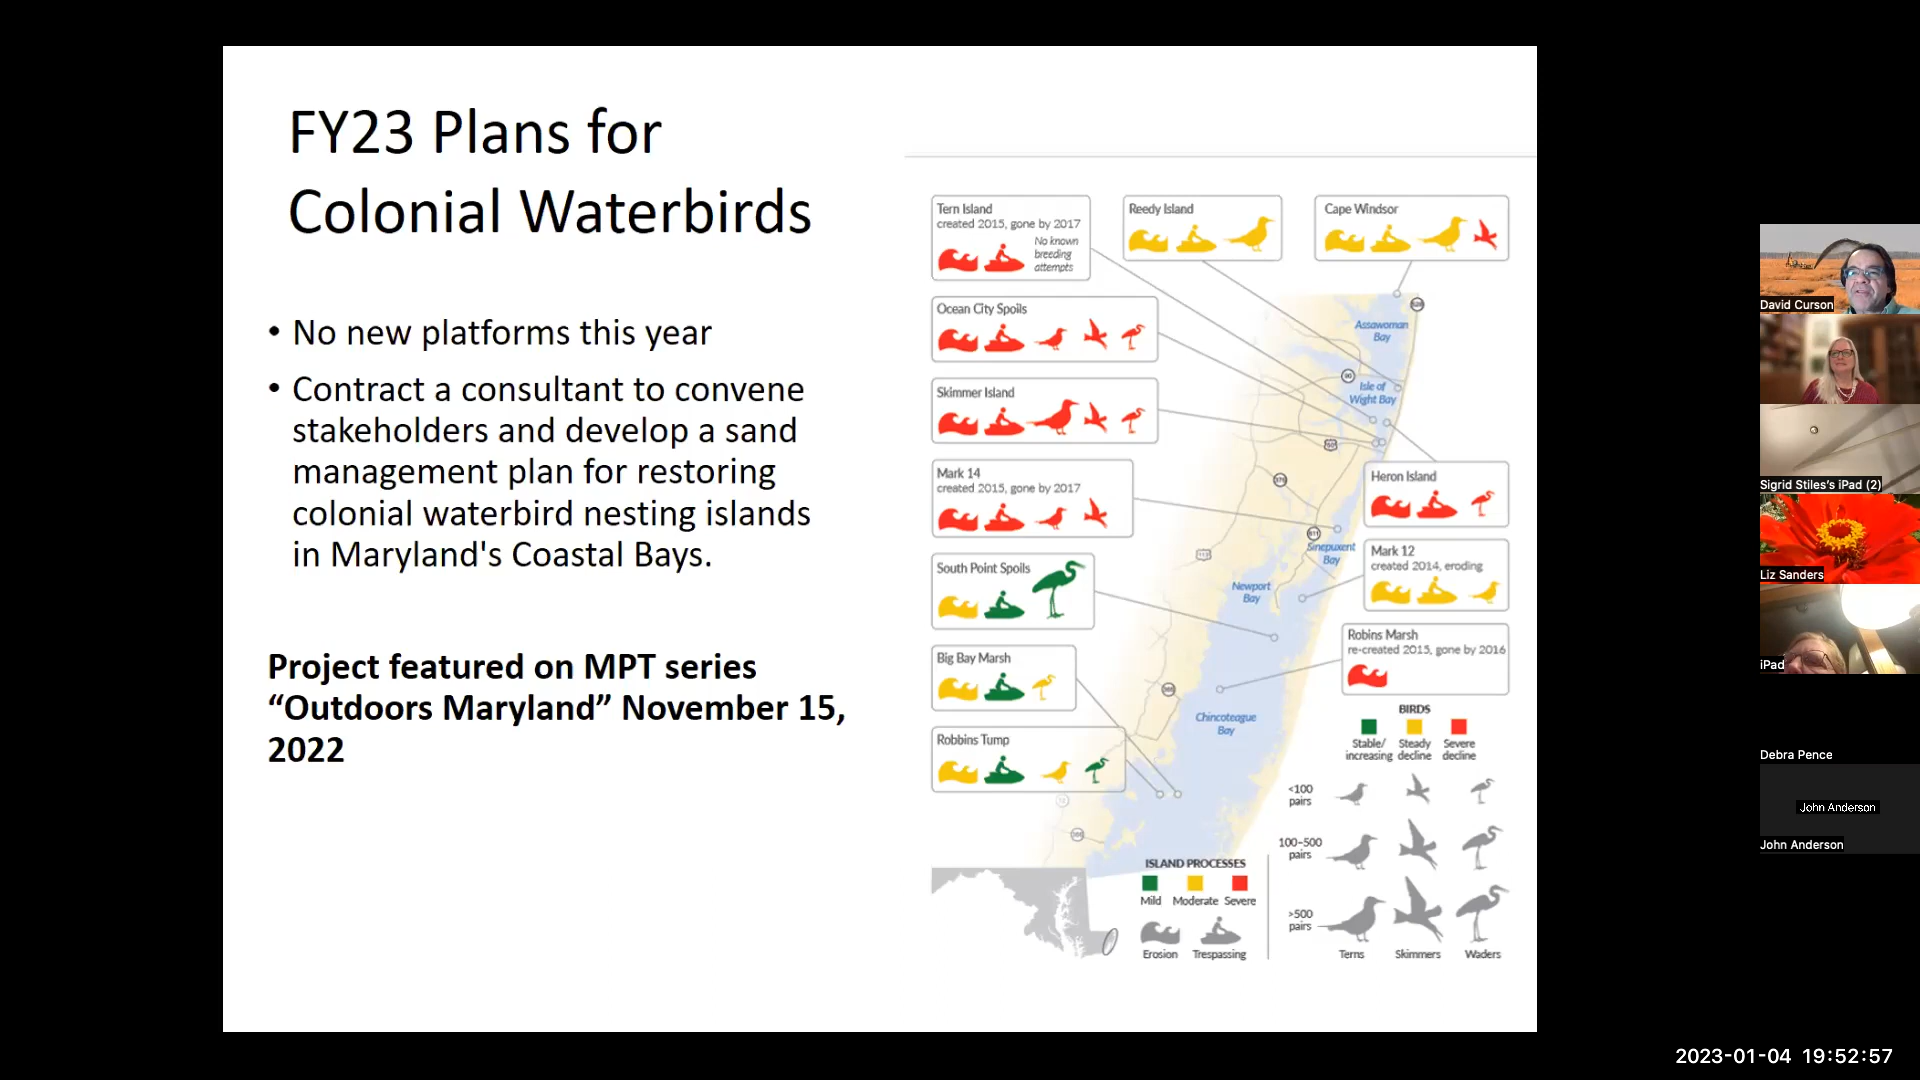 FY23 Plans for
Colonial Waterbirds
• No new platforms this year
• Contract a consultant to convene
stakeholders and develop a sand
management plan for restoring
colonial waterbird nesting islands
in Maryland's Coastal Bays.
Project featured on MPT series
“Outdoors Maryland” November 15,
2022
Tern Island
created 2015, gone by 2017
No known
breeding
attempts
Reedy Island
Cape Windsor
Ocean City Spoils
Skimmer Island
Mark 14
created 2015, gone by 2017
South Point Spoils
Big Bay Marsh
Robbins Tump
Heron Island
Mark 12
created 2014, eroding
Robins Marsh
re-created 2015, gone by 2016
Assawoman
Bay
90
Isle of
Wight Bay
50
376
611
Sinepuxent
Bay
113
Newport
Bay
Chincoteague
Bay
BIRDS
Stable/
increasing
Steady
decline
Severe
decline
<100
pairs
100–500
pairs
>500
pairs
Terns
Skimmers
Waders
ISLAND PROCESSES
Mild
Moderate
Severe
Erosion
Trespassing
David Curson
Sigrid Stiles's iPad (2)
Liz Sanders
iPad
Debra Pence
John Anderson
John Anderson
2023-01-04 19:52:57